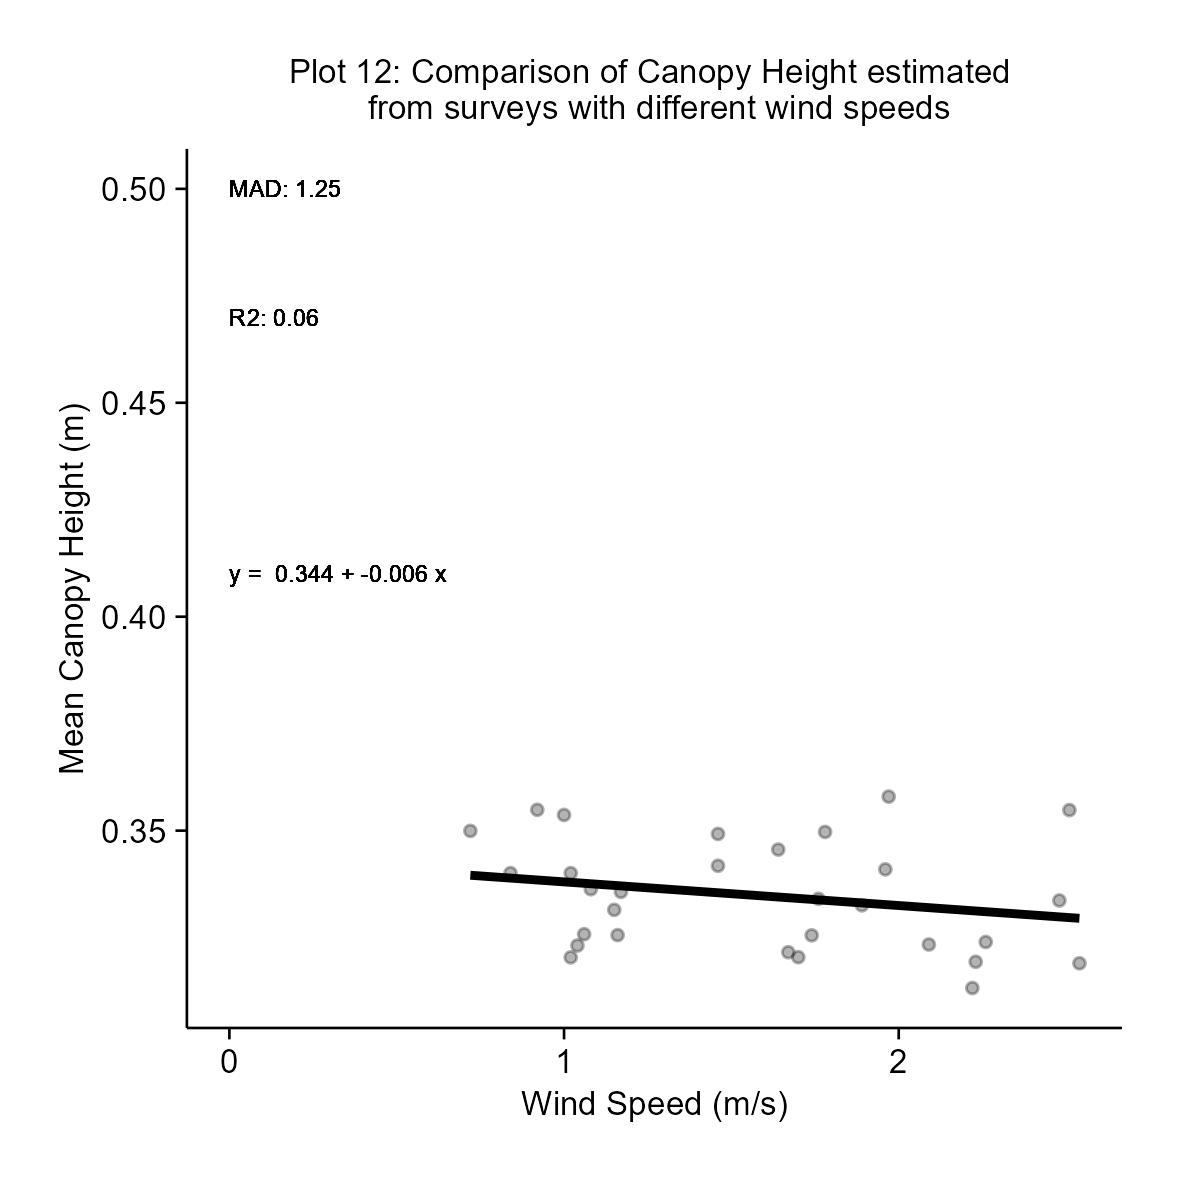 Plot 12: Comparison of Canopy Height estimated
from surveys with different wind speeds
0.50
MAD: 1.25
R2: 0.06
0.45
y =  0.344 + -0.006 x
0.40
0.35
Mean Canopy Height (m)
0
1
2
Wind Speed (m/s)